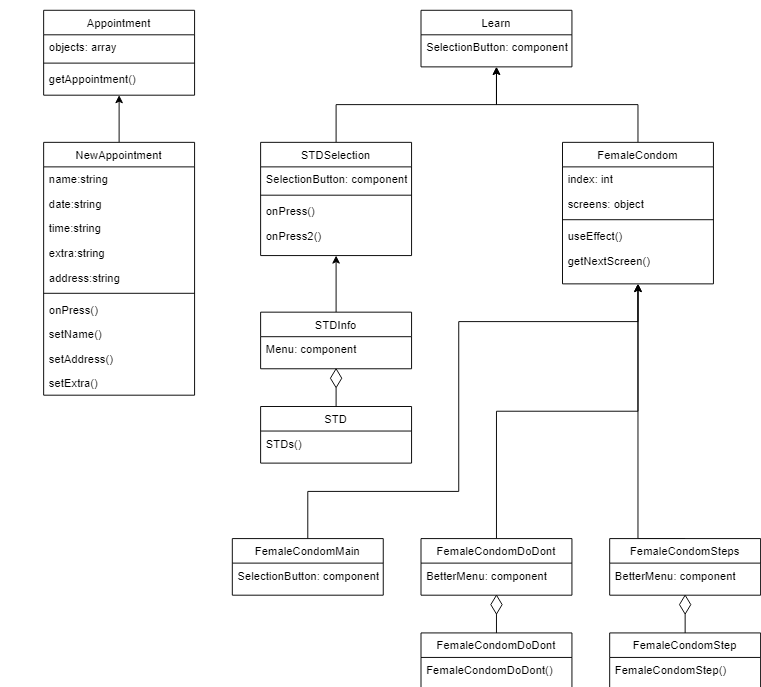 Appointment
objects: array
getAppointment()
NewAppointment
name:string
date:string
time:string
extra:string
address:string
onPress()
setName()
setAddress()
setExtra()
Learn
SelectionButton: component
STDSelection
SelectionButton: component
onPress()
onPress2()
FemaleCondom
index: int
screens: object
useEffect()
getNextScreen()
STDInfo
Menu: component
STD
STDs()
FemaleCondomMain
SelectionButton: component
FemaleCondomDoDont
BetterMenu: component
FemaleCondomSteps
BetterMenu: component
FemaleCondomDoDont
FemaleCondomDoDont()
FemaleCondomStep
FemaleCondomStep()